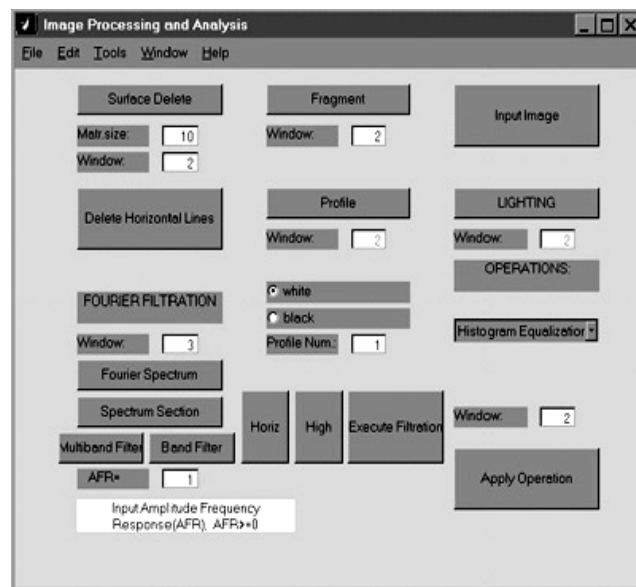 Image Processing and Analysis
File Edit Tools Window Help
Surface Delete
Fragment
Input Image
Matr.size: 10
Window: 2
Window: 2
Delete Horizontal Lines
Profile
LIGHTING
Window: 2
Window: 2
OPERATIONS:
FOURIER FILTRATION
white
black
Histogram Equalization
Window: 3
Profile Num.: 1
Fourier Spectrum
Spectrum Section
Horiz
High
Execute Filtration
Window: 2
Multiband Filter
Band Filter
Apply Operation
AFR= 1
Input Amplitude Frequency
Response(AFR), AFR>=0